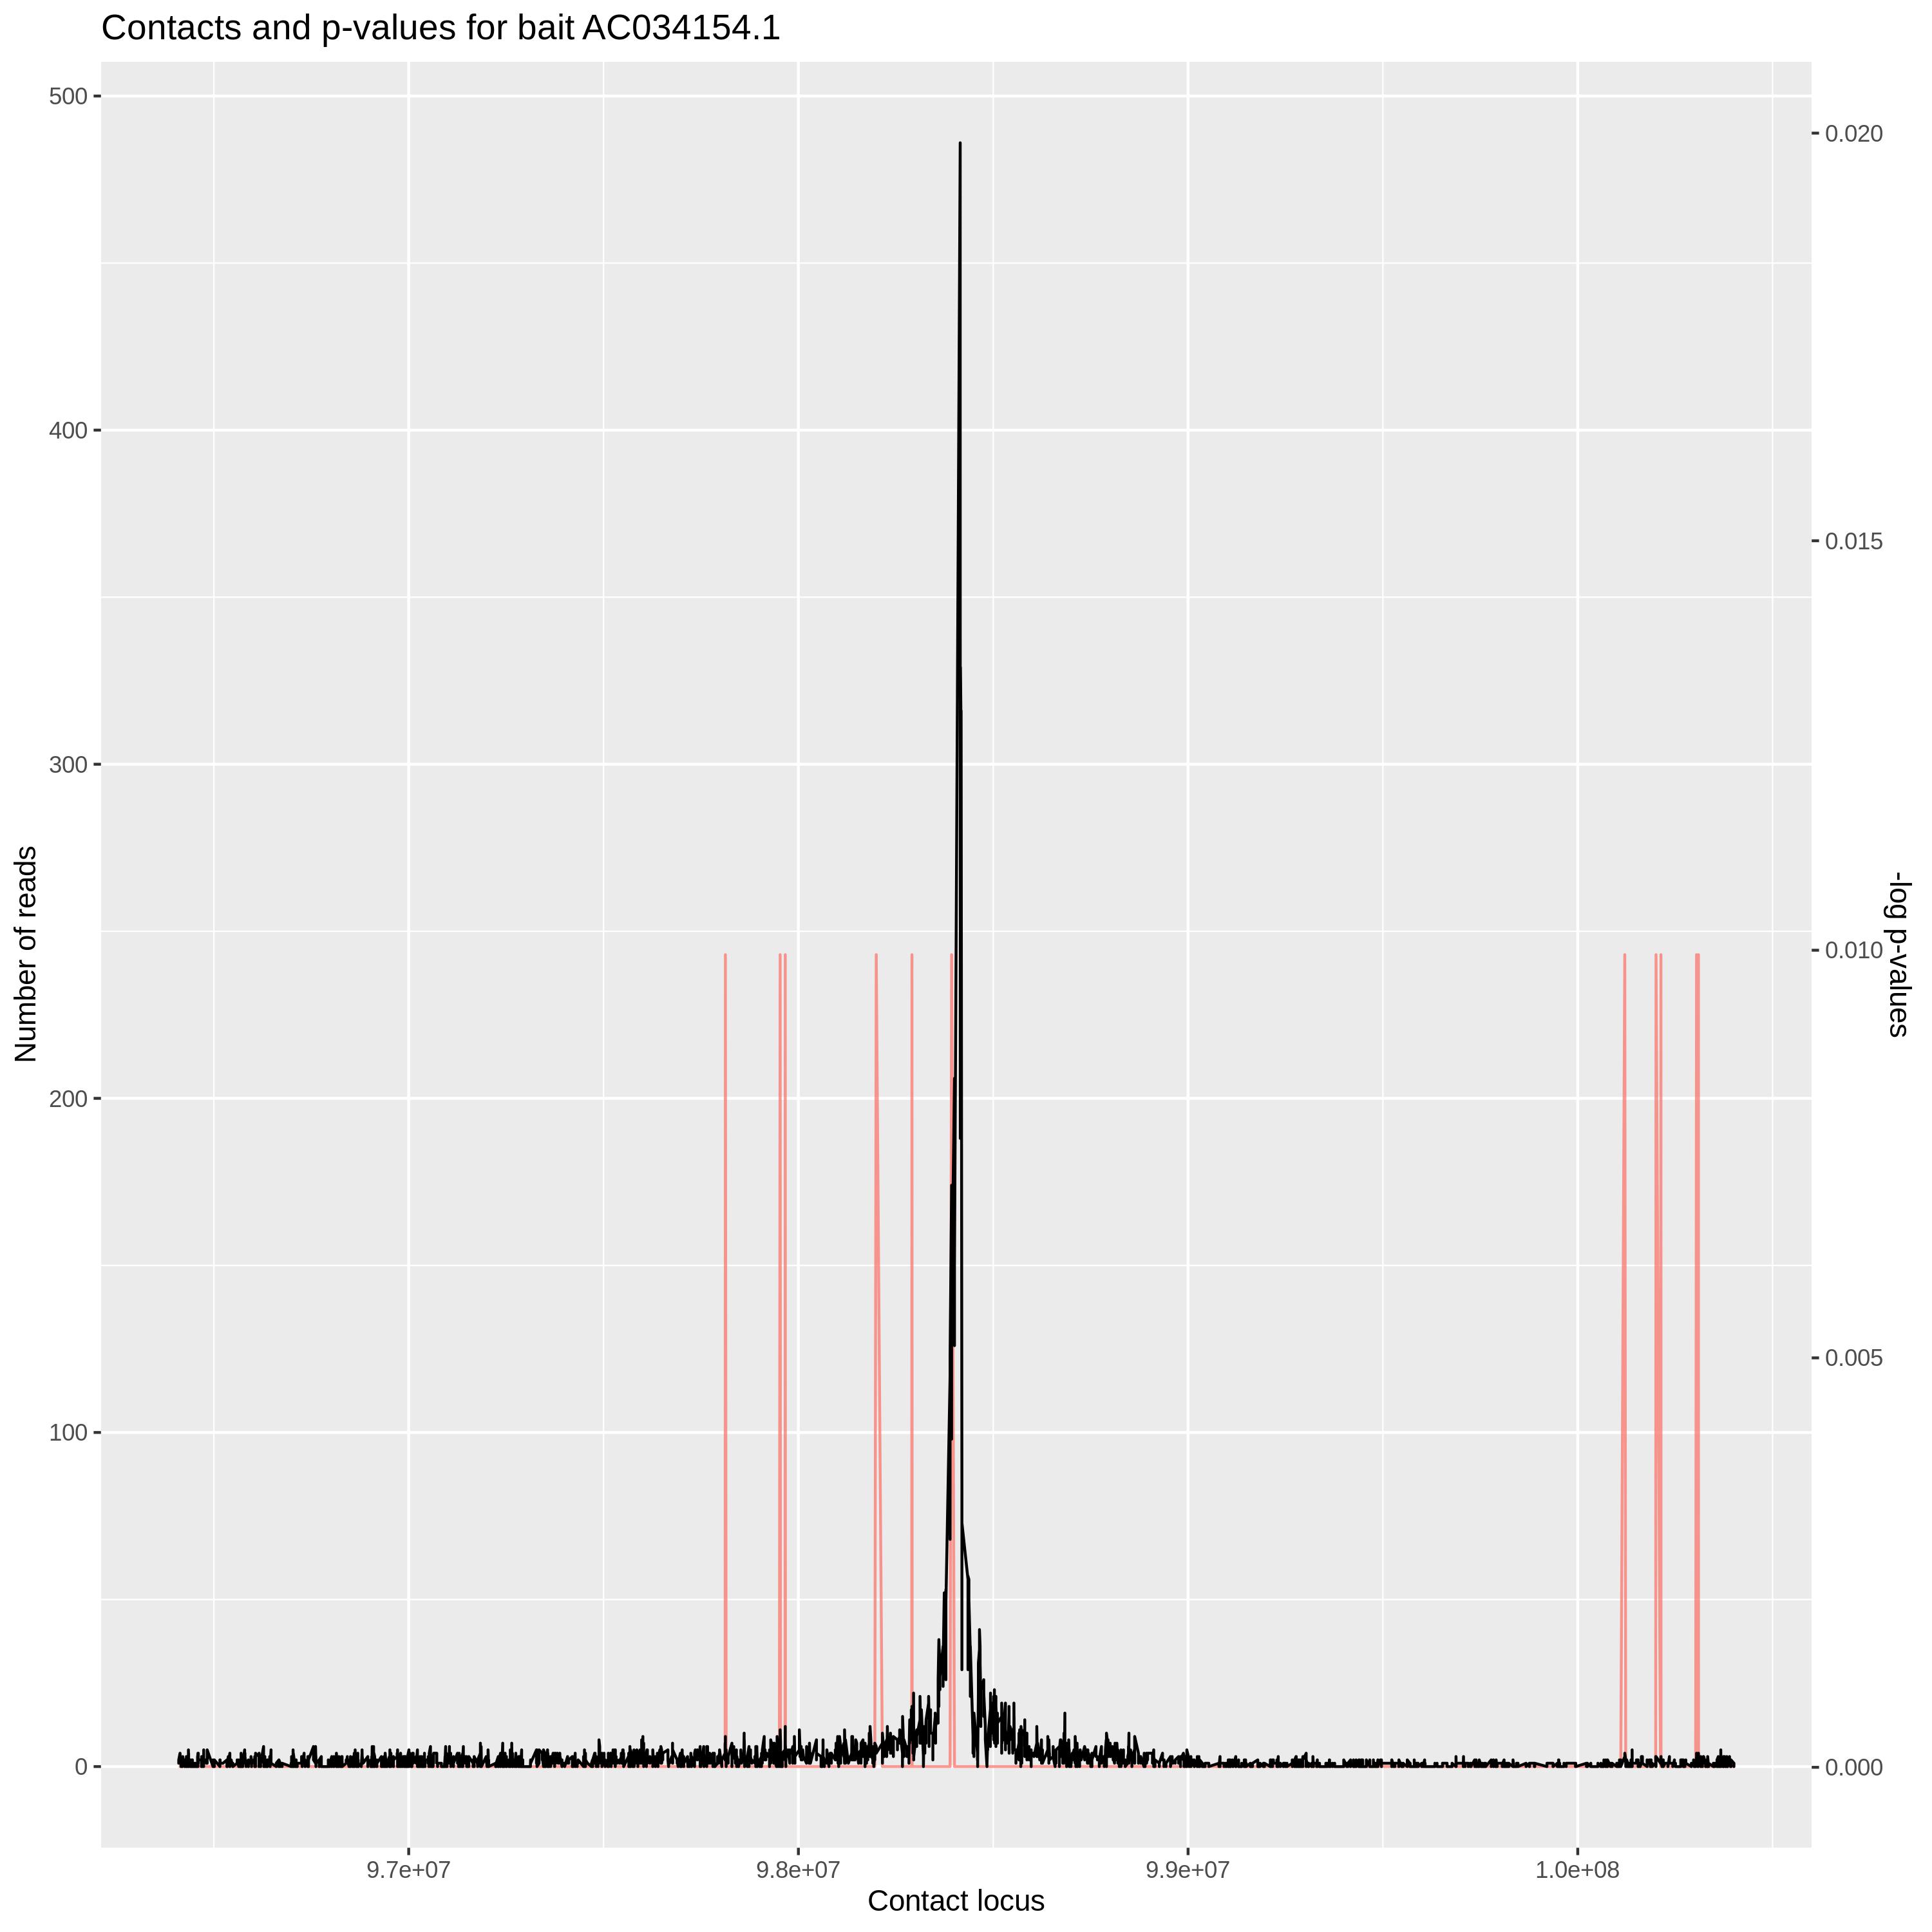 Contacts and p-values for bait AC034154.1
500
400
300
200
100
0
Number of reads
0.020
0.015
0.010
0.005
0.000
-log p-values
9.7e+07
9.8e+07
9.9e+07
1.0e+08
Contact locus